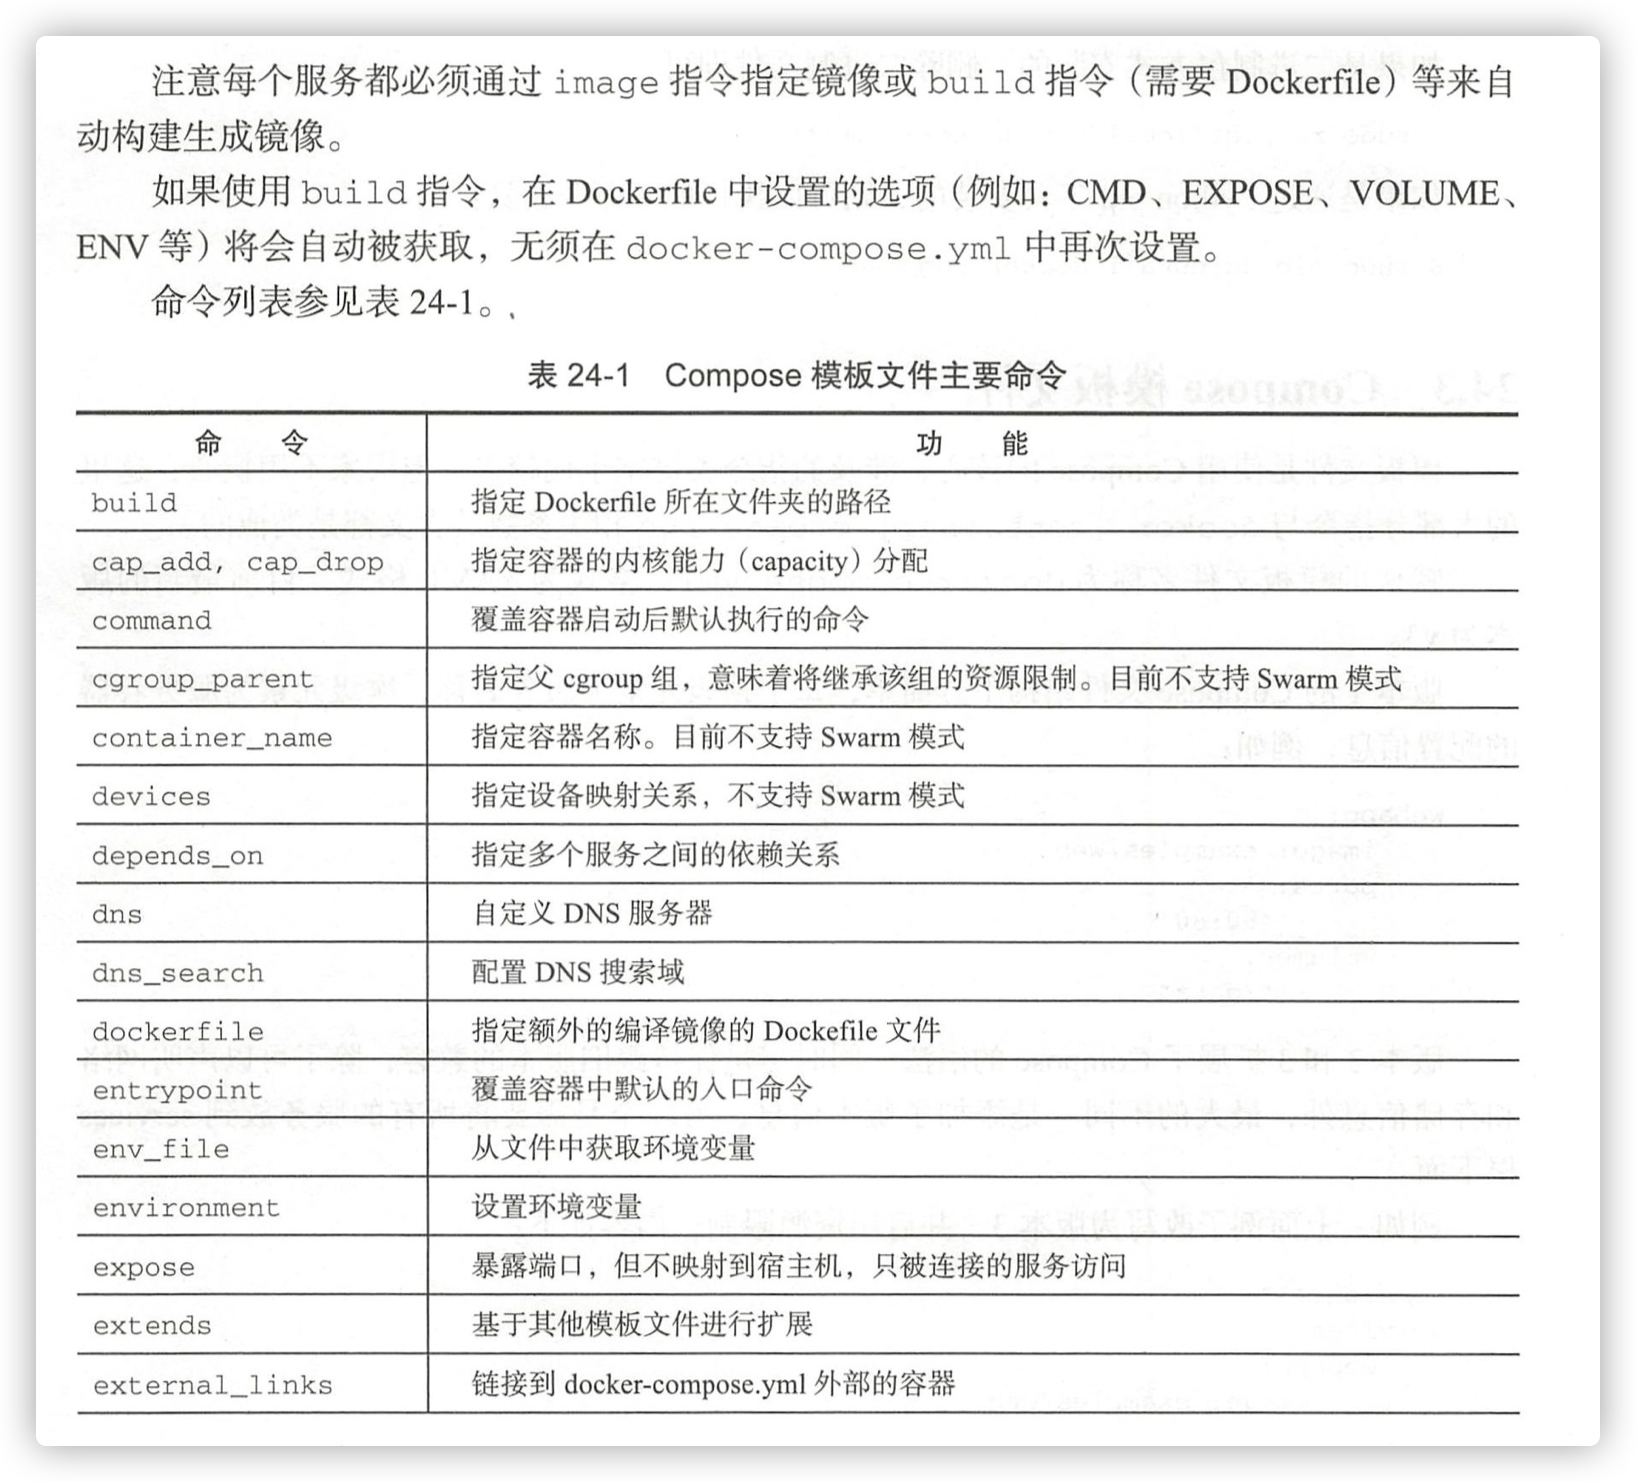 注意每个服务都必须通过 image 指令指定镜像或 build 指令（需要 Dockerfile）等来自
动构建生成镜像。
如果使用 build 指令，在 Dockerfile 中设置的选项（例如：CMD、EXPOSE、VOLUME、
ENV 等）将会自动被获取，无须在 docker-compose.yml 中再次设置。
命令列表参见表 24-1。
表 24-1 Compose 模板文件主要命令
命 令 功 能
build 指定 Dockerfile 所在文件夹的路径
cap_add, cap_drop 指定容器的内核能力（capacity）分配
command 覆盖容器启动后默认执行的命令
cgroup_parent 指定父 cgroup 组，意味着将继承该组的资源限制。目前不支持 Swarm 模式
container_name 指定容器名称。目前不支持 Swarm 模式
devices 指定设备映射关系，不支持 Swarm 模式
depends_on 指定多个服务之间的依赖关系
dns 自定义 DNS 服务器
dns_search 配置 DNS 搜索域
dockerfile 指定额外的编译镜像的 Dockefile 文件
entrypoint 覆盖容器中默认的入口命令
env_file 从文件中获取环境变量
environment 设置环境变量
expose 暴露端口，但不映射到宿主机，只被连接的服务访问
extends 基于其他模板文件进行扩展
external_links 链接到 docker-compose.yml 外部的容器